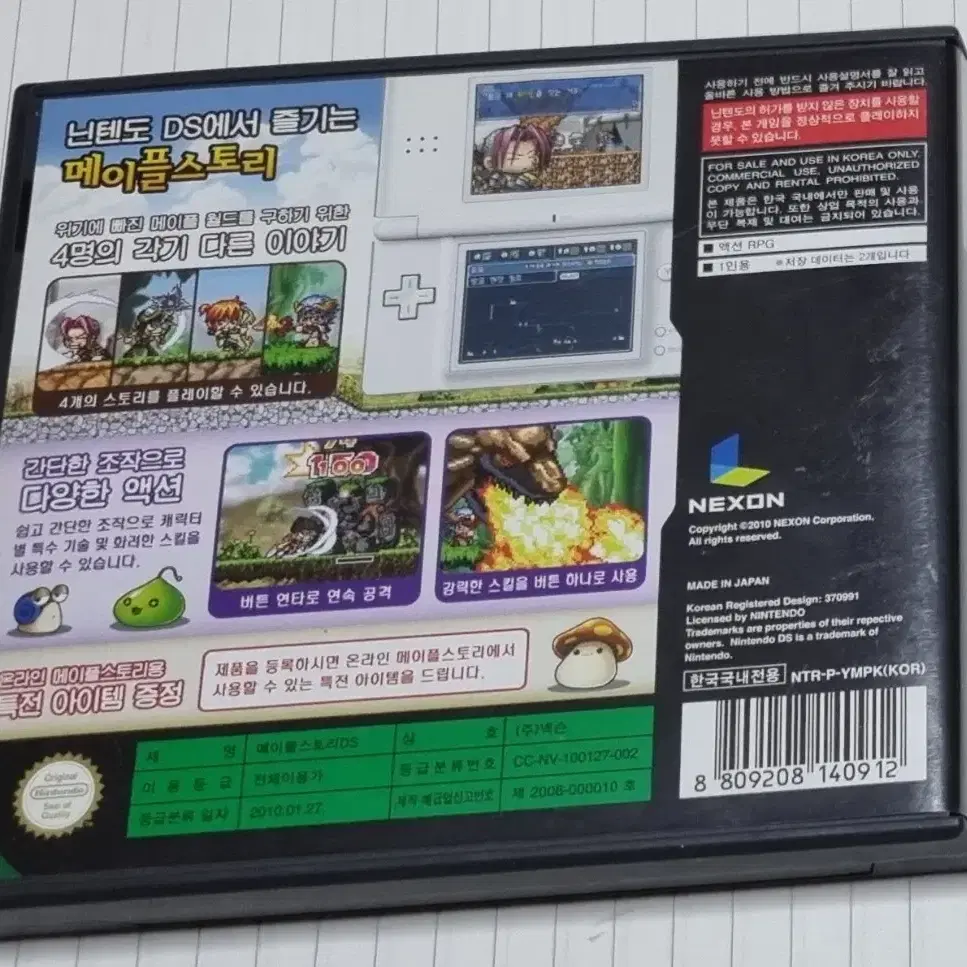 닌텐도 DS에서 즐기는
메이플스토리
위기에 빠진 메이플 월드를 구하기 위한
4명의 각기 다른 이야기
4개의 스토리를 플레이할 수 있습니다.
간단한 조작으로
다양한 액션
쉽고 간단한 조작으로 캐릭터
별 특수 기술 및 화려한 스킬을
사용할 수 있습니다.
버튼 연타로 연속 공격
강력한 스킬을 버튼 하나로 사용
온라인 메이플스토리용
특전 아이템 증정
제품을 등록하시면 온라인 메이플스토리에서
사용할 수 있는 특전 아이템을 드립니다.
제 명 메이플스토리DS 상 호 (주)넥슨
이 용 등 급 전체이용가 등급분류번호 CC-NV-100127-002
등급분류 일자 2010.01.27. 제작·배급업신고번호 제 2006-000010 호
Original
Nintendo
Seal of
Quality
사용하기 전에 반드시 사용설명서를 잘 읽고
올바른 사용 방법으로 즐겨 주시기 바랍니다.
닌텐도의 허가를 받지 않은 장치를 사용할
경우, 본 게임을 정상적으로 플레이하지
못할 수 있습니다.
FOR SALE AND USE IN KOREA ONLY.
COMMERCIAL USE, UNAUTHORIZED
COPY AND RENTAL PROHIBITED.
본 제품은 한국 국내에서만 판매 및 사용
이 가능합니다. 또한 상업 목적의 사용과
무단 복제 및 대여는 금지되어 있습니다.
■ 액션 RPG
■ 1인용 ※저장 데이터는 2개입니다
NEXON
Copyright ©2010 NEXON Corporation.
All rights reserved.
MADE IN JAPAN
Korean Registered Design: 370991
Licensed by NINTENDO
Trademarks are properties of their repective
owners. Nintendo DS is a trademark of
Nintendo.
한국국내전용 NTR-P-YMPK(KOR)
8 809208 140912